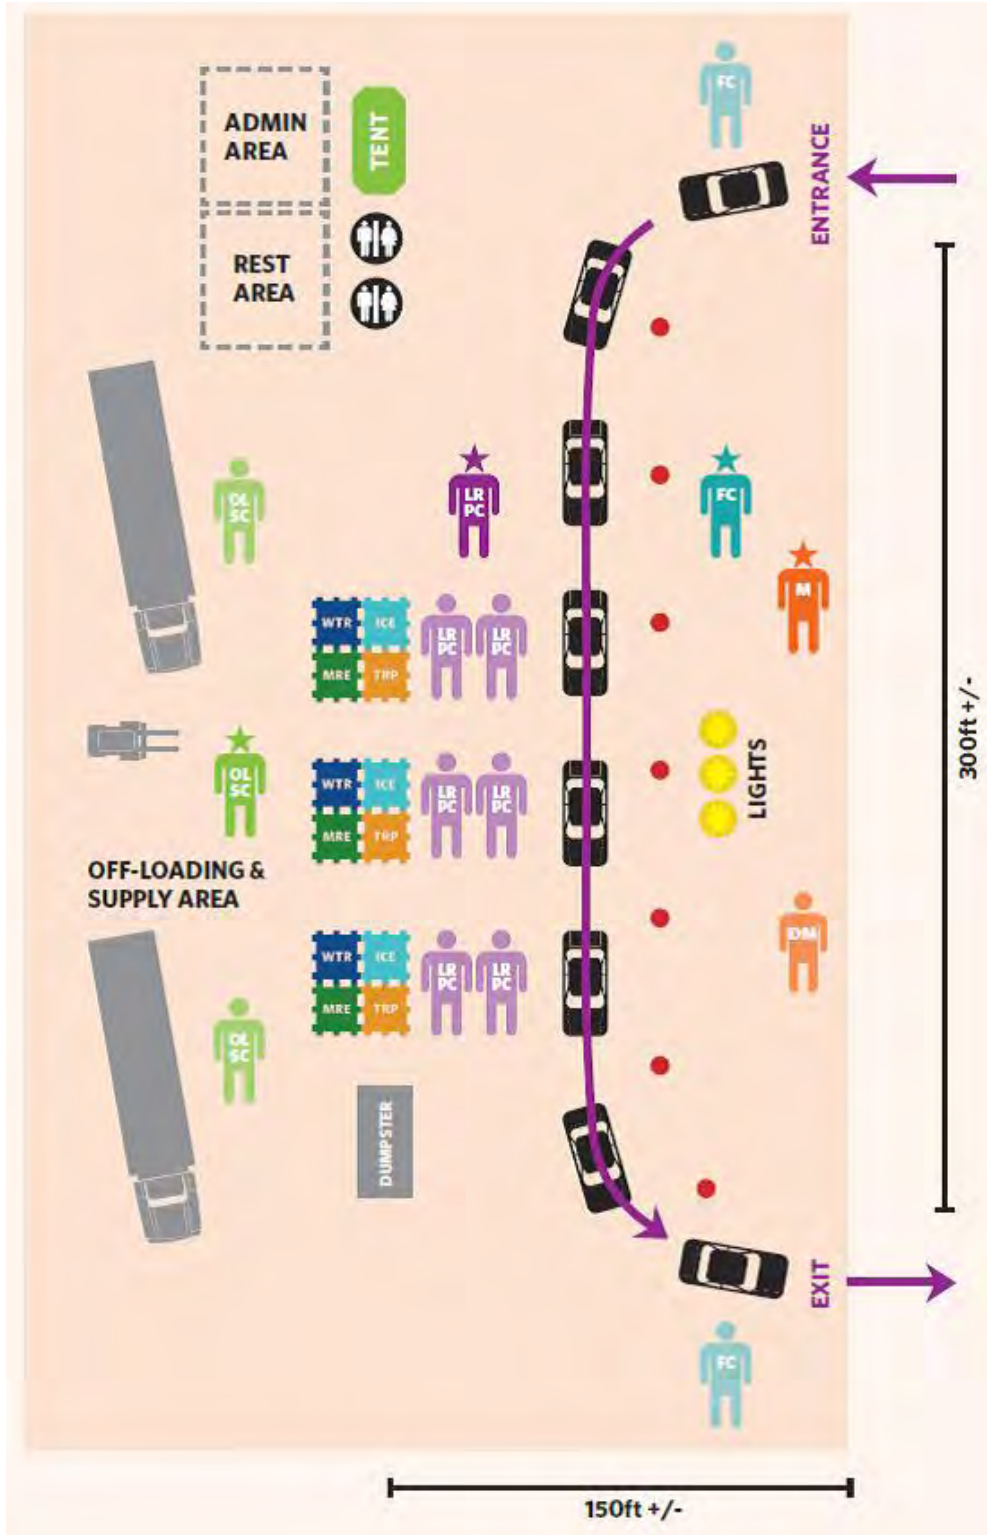 FC
ADMIN
AREA
TENT
ENTRANCE
REST
AREA
OL
SC
LR
PC
FC
M
WTR
ICE
LR
PC
LR
PC
MRE
TRP
300ft +/-
LIGHTS
OL
SC
WTR
ICE
LR
PC
LR
PC
MRE
TRP
OFF-LOADING &
SUPPLY AREA
DM
WTR
ICE
LR
PC
LR
PC
MRE
TRP
OL
SC
DUMPSTER
EXIT
FC
150ft +/-